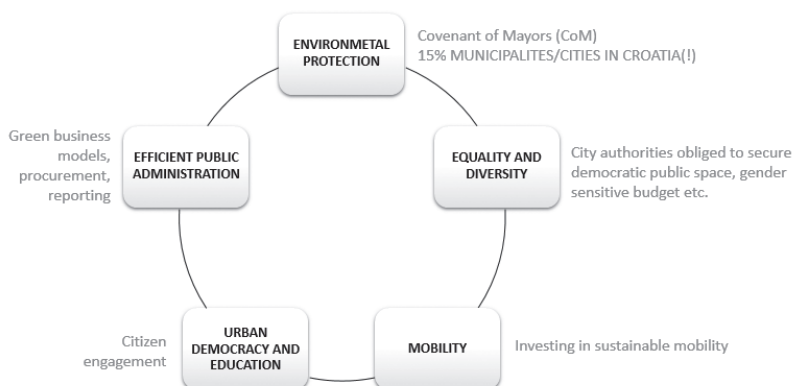 ENVIRONMETAL
PROTECTION
Covenant of Mayors (CoM)
15% MUNICIPALITES/CITIES IN CROATIA(!)
Green business
models,
procurement,
reporting
EFFICIENT PUBLIC
ADMINISTRATION
EQUALITY AND
DIVERSITY
City authorities obliged to secure
democratic public space, gender
sensitive budget etc.
Citizen
engagement
URBAN
DEMOCRACY AND
EDUCATION
MOBILITY
Investing in sustainable mobility